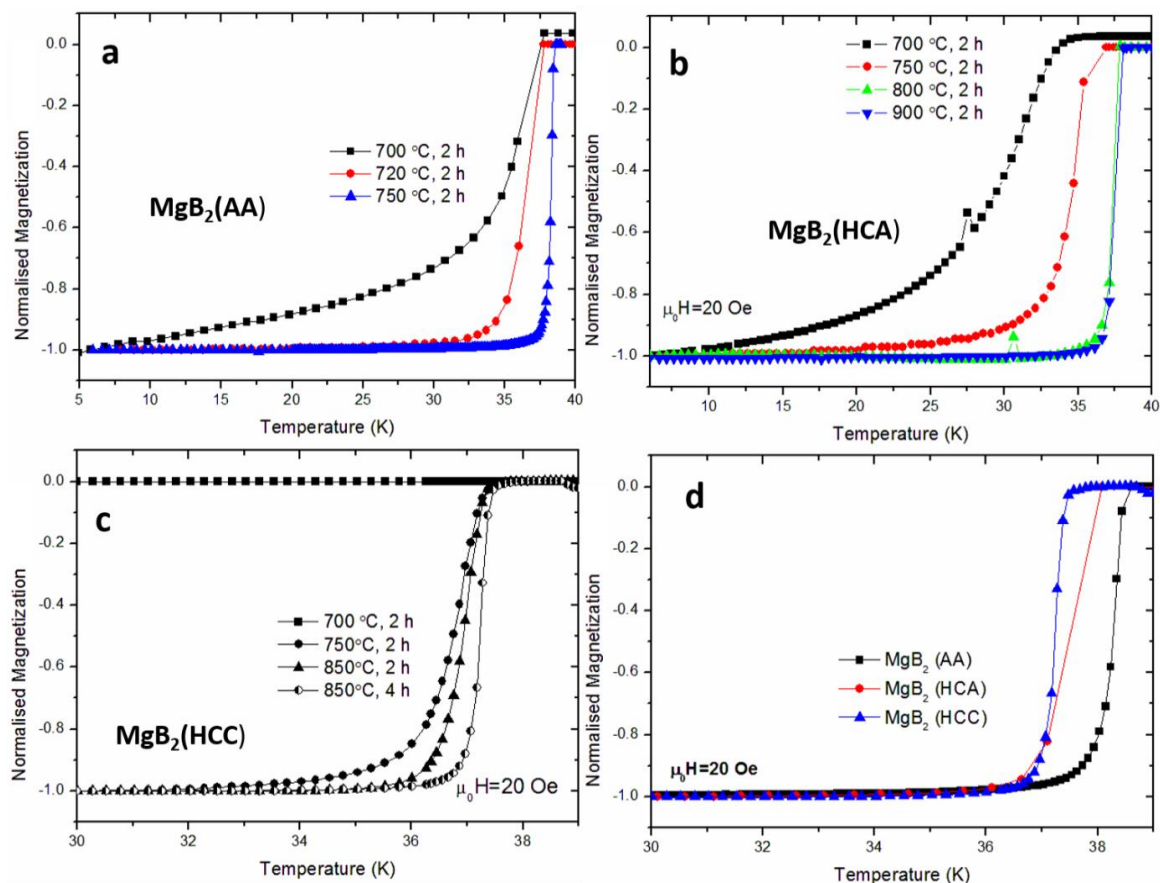 a
0.0
-0.2
-0.4
-0.6
-0.8
-1.0
Normalised Magnetization
700 °C, 2 h
720 °C, 2 h
750 °C, 2 h
MgB₂(AA)
5 10 15 20 25 30 35 40
Temperature (K)
b
0.0
-0.2
-0.4
-0.6
-0.8
-1.0
Normalised Magnetization
700 °C, 2 h
750 °C, 2 h
800 °C, 2 h
900 °C, 2 h
MgB₂(HCA)
μ₀H=20 Oe
10 15 20 25 30 35 40
Temperature (K)
c
0.0
-0.2
-0.4
-0.6
-0.8
-1.0
Normalised Magnetization
700 °C, 2 h
750°C, 2 h
850°C, 2 h
850°C, 4 h
MgB₂(HCC)
μ₀H=20 Oe
30 32 34 36 38
Temperature (K)
d
0.0
-0.2
-0.4
-0.6
-0.8
-1.0
Normalised Magnetization
MgB₂ (AA)
MgB₂ (HCA)
MgB₂ (HCC)
μ₀H=20 Oe
30 32 34 36 38
Temperature (K)